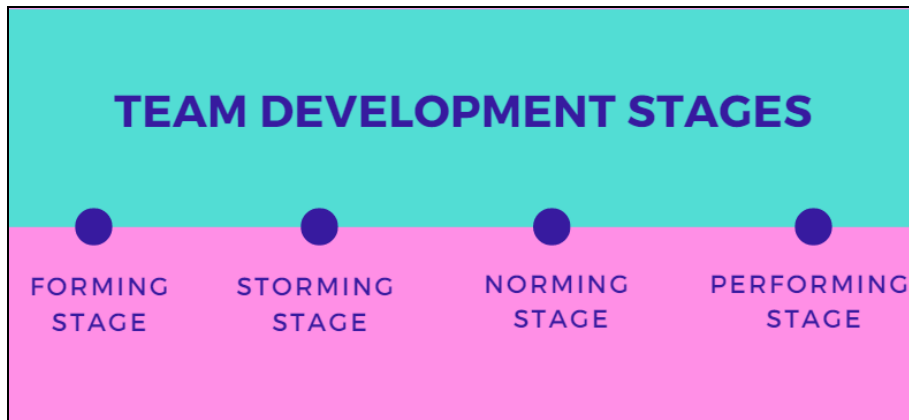 TEAM DEVELOPMENT STAGES
FORMING
STAGE
STORMING
STAGE
NORMING
STAGE
PERFORMING
STAGE